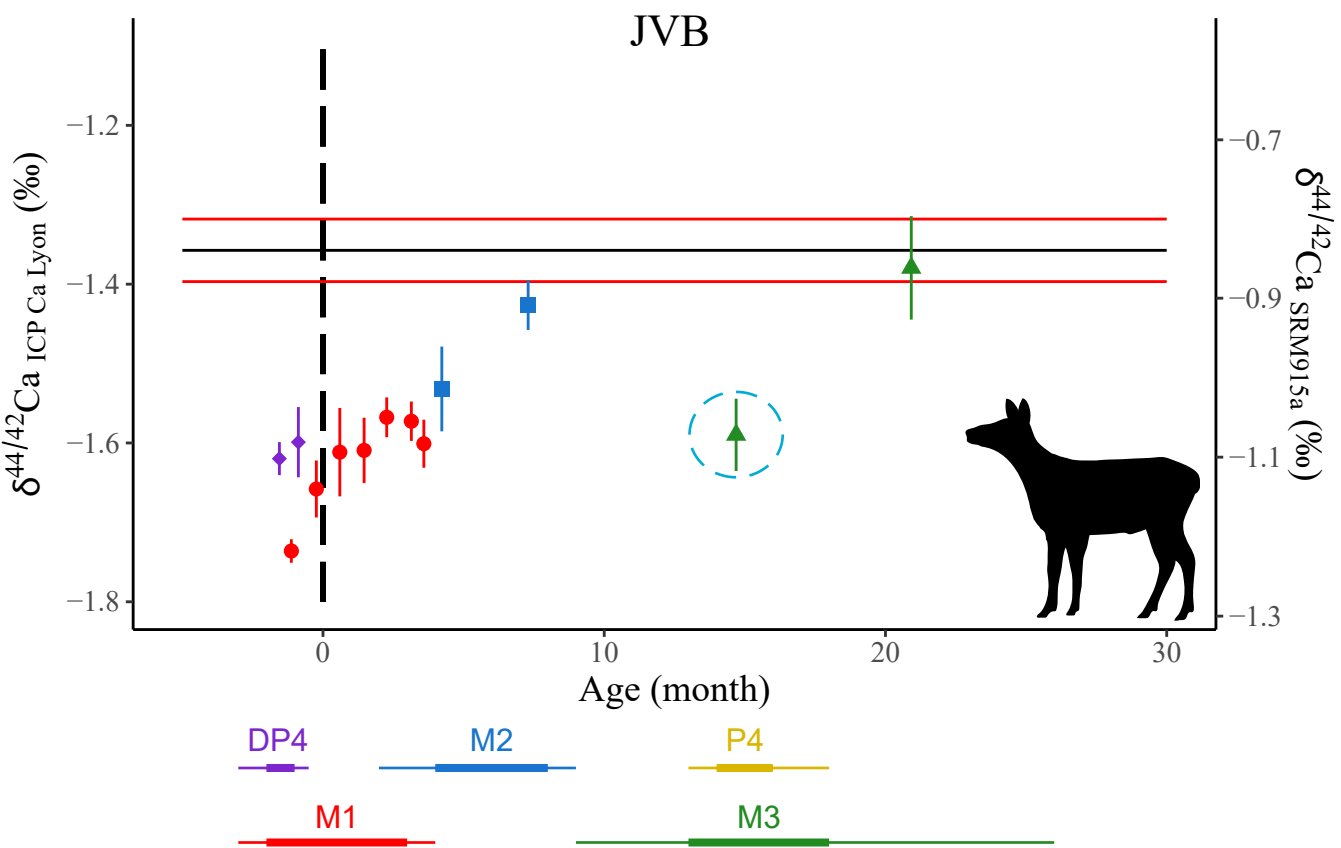 JVB
δ44/42Ca ICP Ca Lyon (‰)
−1.2
−1.4
−1.6
−1.8
−0.7
−0.9
−1.1
−1.3
δ44/42Ca SRM915a (‰)
0 10 20 30
Age (month)
DP4 M2 P4
M1 M3